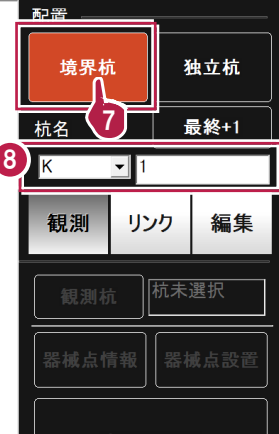 配置
境界杭 独立杭
7
杭名 最終+1
8
K 1
観測 リンク 編集
観測杭 杭未選択
器械点情報 器械点設置